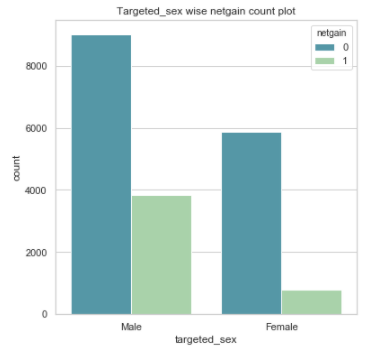 Targeted_sex wise netgain count plot
netgain
0
1
8000
6000
4000
2000
0
count
Male
Female
targeted_sex